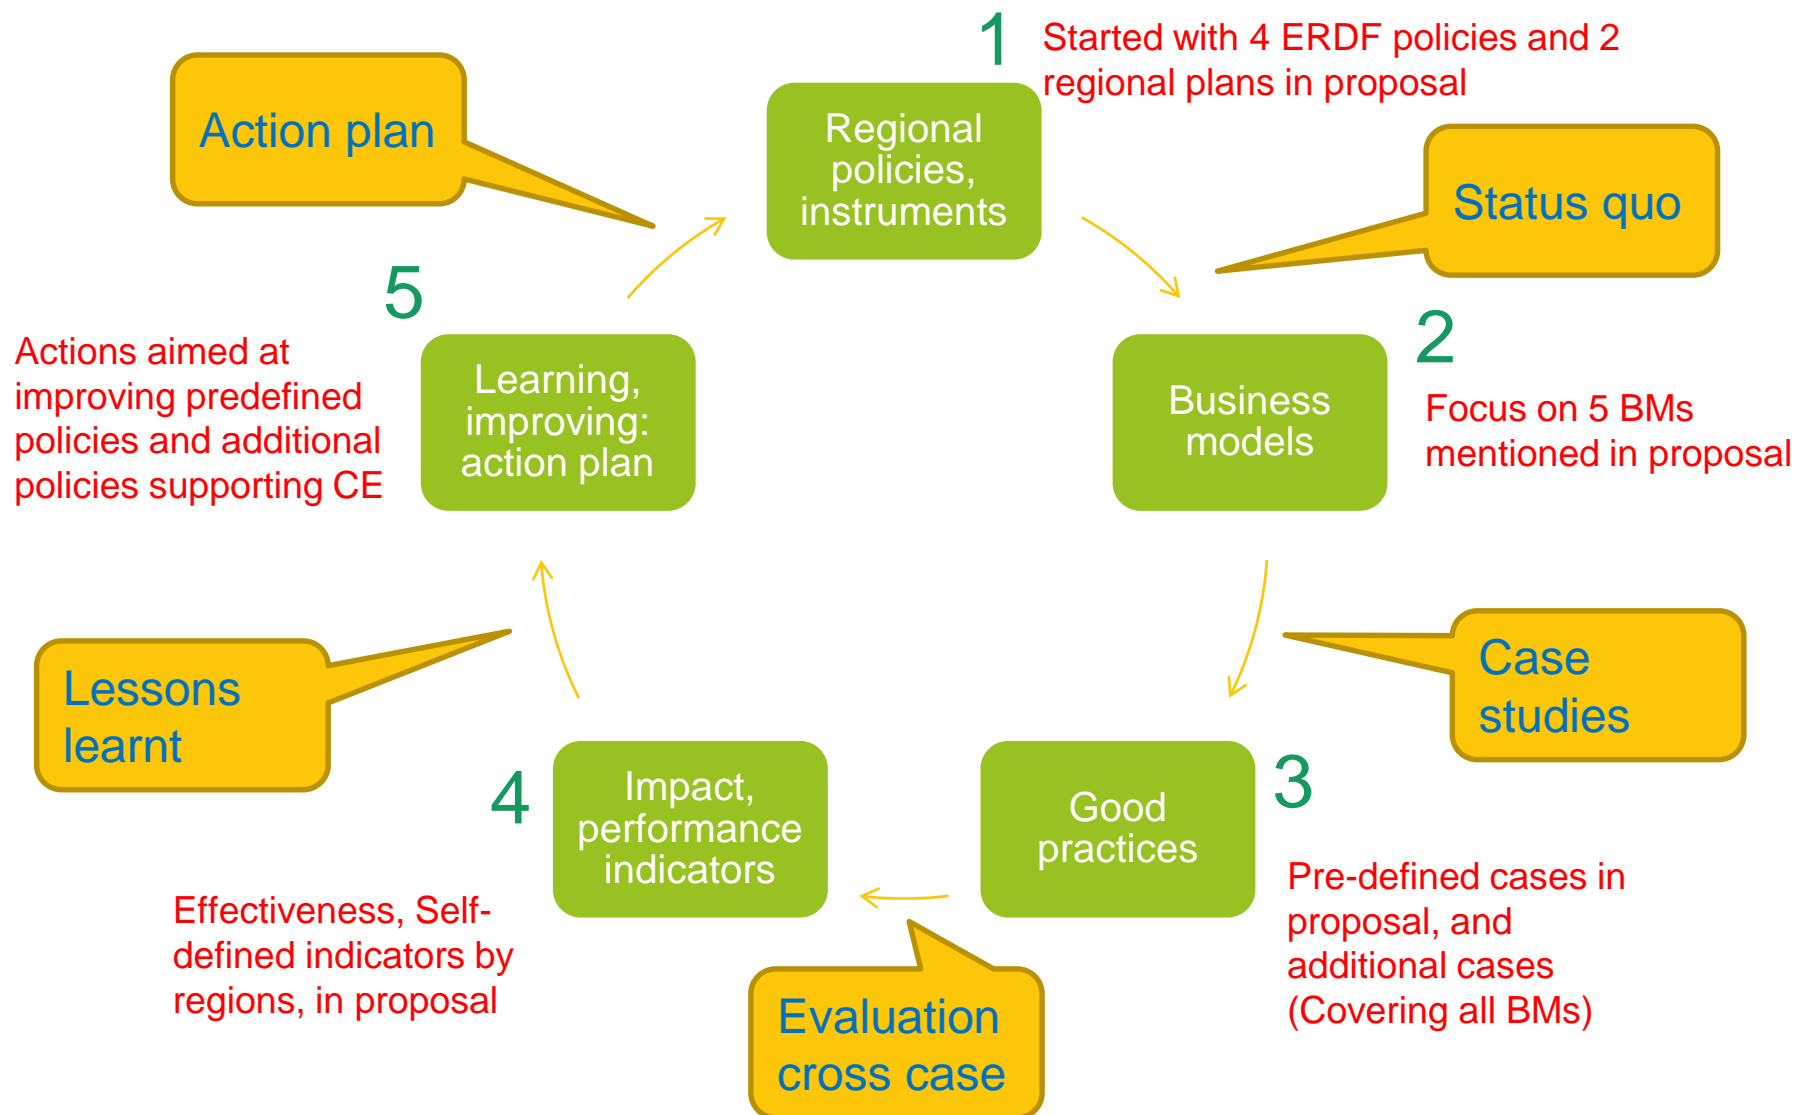 1
Started with 4 ERDF policies and 2
regional plans in proposal
Regional
policies,
instruments
Action plan
Status quo
2
Business
models
Focus on 5 BMs
mentioned in proposal
Case
studies
3
Good
practices
Pre-defined cases in
proposal, and
additional cases
(Covering all BMs)
Evaluation
cross case
4
Impact,
performance
indicators
Effectiveness, Self-
defined indicators by
regions, in proposal
Lessons
learnt
5
Learning,
improving:
action plan
Actions aimed at
improving predefined
policies and additional
policies supporting CE